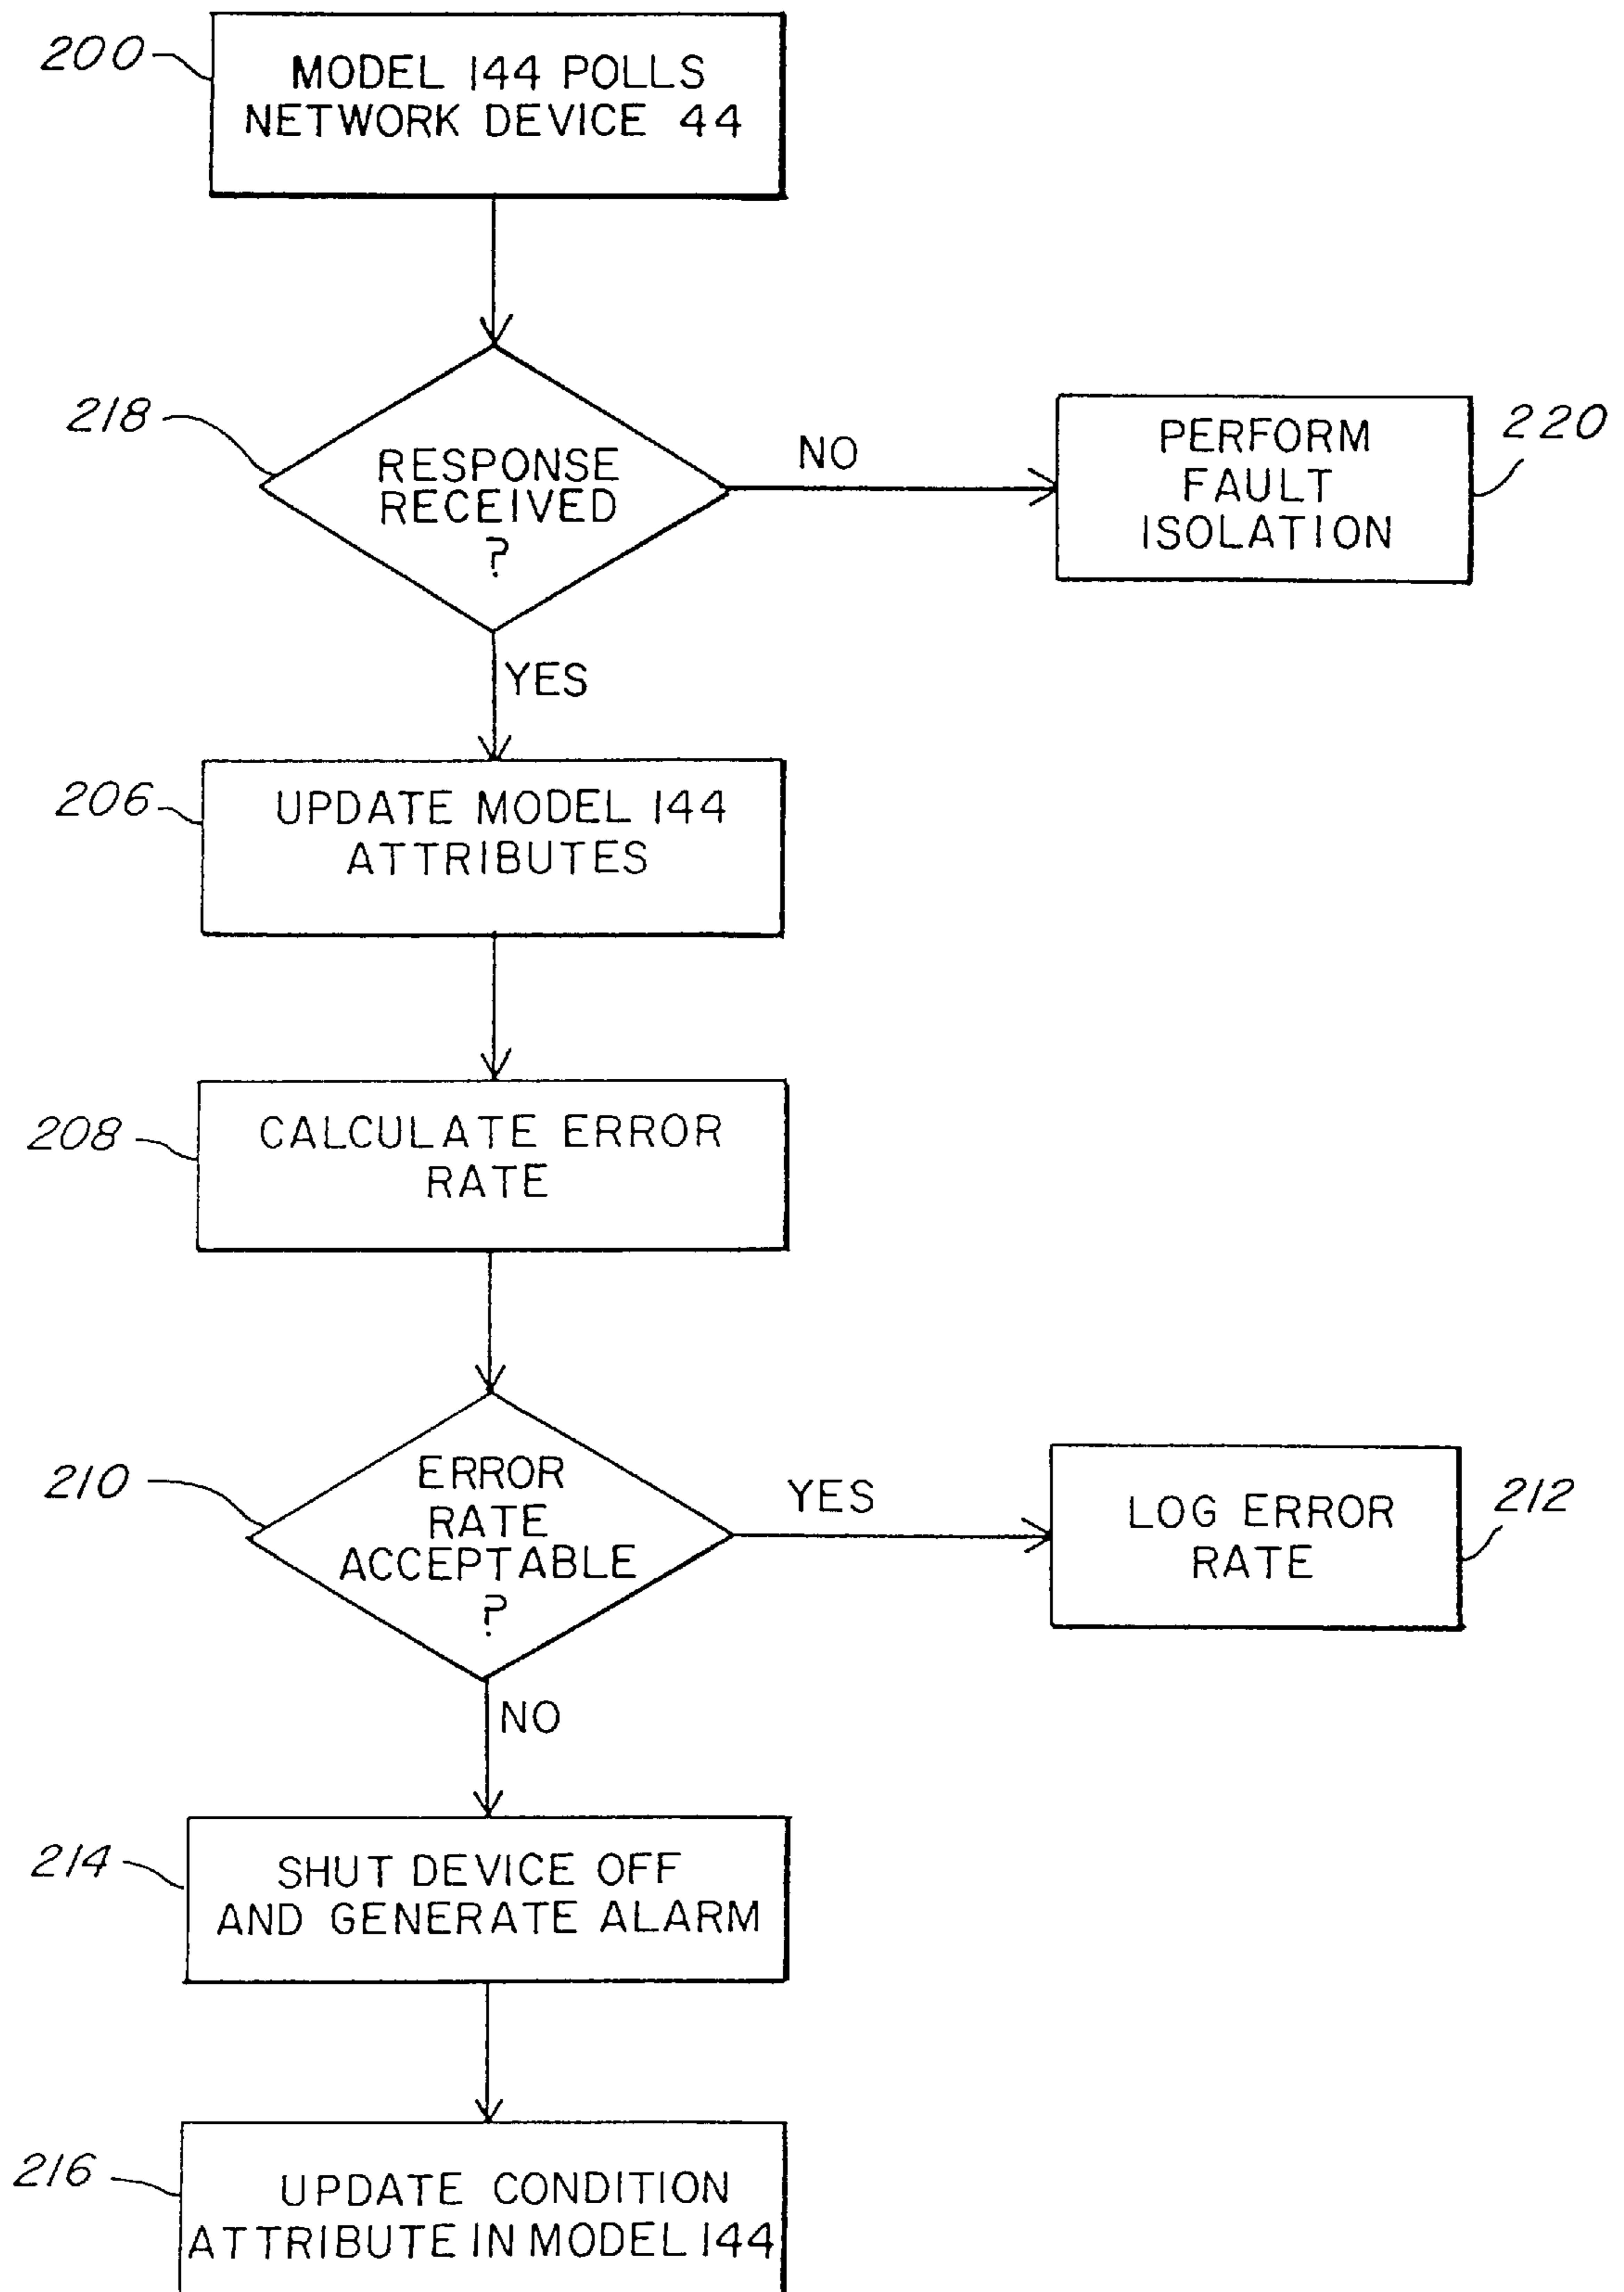 200
MODEL 144 POLLS
NETWORK DEVICE 44
218
RESPONSE
RECEIVED
?
NO
PERFORM
FAULT
ISOLATION
220
YES
206
UPDATE MODEL 144
ATTRIBUTES
208
CALCULATE ERROR
RATE
210
ERROR
RATE
ACCEPTABLE
?
YES
LOG ERROR
RATE
212
NO
214
SHUT DEVICE OFF
AND GENERATE ALARM
216
UPDATE CONDITION
ATTRIBUTE IN MODEL 144